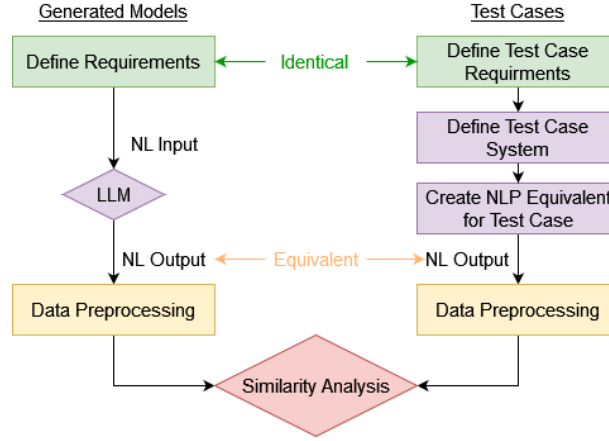 Generated Models
Test Cases
Define Requirements
Identical
Define Test Case
Requirments
NL Input
Define Test Case
System
LLM
Create NLP Equivalent
for Test Case
NL Output
Equivalent
NL Output
Data Preprocessing
Data Preprocessing
Similarity Analysis